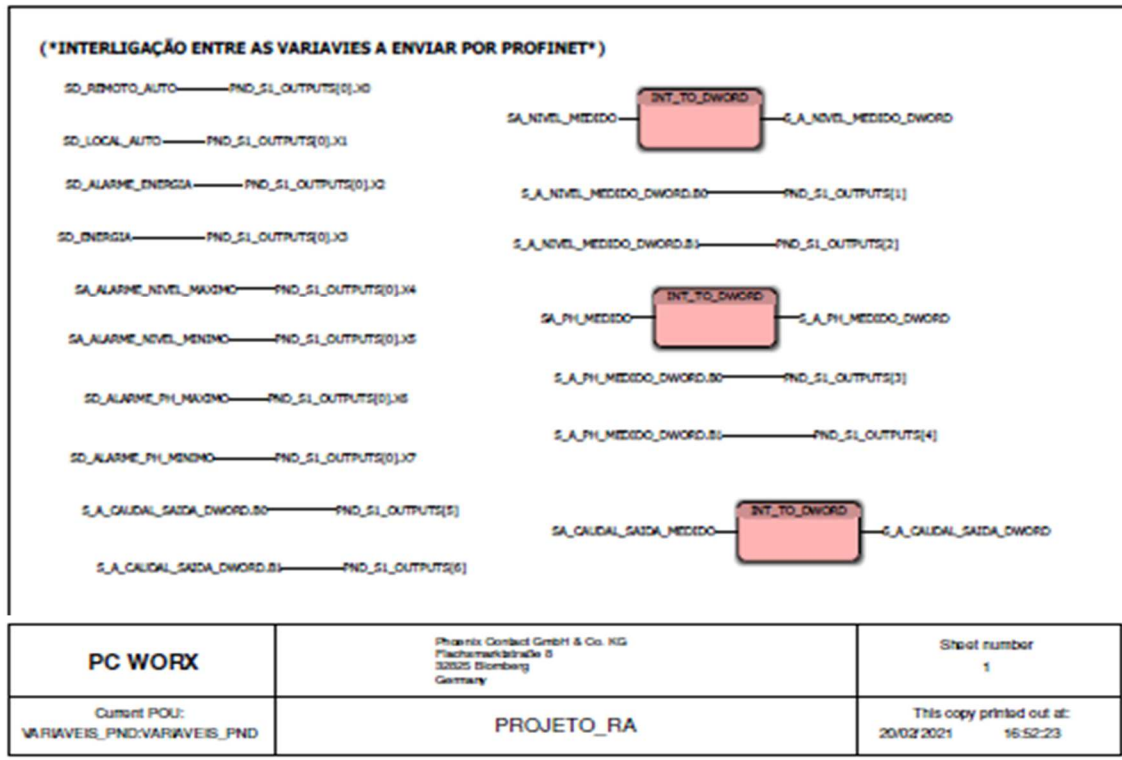 (*INTERLIGAÇÃO ENTRE AS VARIAVIES A ENVIAR POR PROFINET*)
SD_REMOTO_AUTO PND_S1_OUTPUTS[0].X0
SD_LOCAL_AUTO PND_S1_OUTPUTS[0].X1
SD_ALARME_ENERGIA PND_S1_OUTPUTS[0].X2
SD_ENERGIA PND_S1_OUTPUTS[0].X3
SA_ALARME_NIVEL_MAXIMO PND_S1_OUTPUTS[0].X4
SA_ALARME_NIVEL_MINIMO PND_S1_OUTPUTS[0].X5
SD_ALARME_PH_MAXIMO PND_S1_OUTPUTS[0].X6
SD_ALARME_PH_MINIMO PND_S1_OUTPUTS[0].X7
S_A_CAUDAL_SAIDA_DWORD.B0 PND_S1_OUTPUTS[5]
S_A_CAUDAL_SAIDA_DWORD.B1 PND_S1_OUTPUTS[6]
INT_TO_DWORD
SA_NIVEL_MEDIDO S_A_NIVEL_MEDIDO_DWORD
S_A_NIVEL_MEDIDO_DWORD.B0 PND_S1_OUTPUTS[1]
S_A_NIVEL_MEDIDO_DWORD.B1 PND_S1_OUTPUTS[2]
INT_TO_DWORD
SA_PH_MEDIDO S_A_PH_MEDIDO_DWORD
S_A_PH_MEDIDO_DWORD.B0 PND_S1_OUTPUTS[3]
S_A_PH_MEDIDO_DWORD.B1 PND_S1_OUTPUTS[4]
INT_TO_DWORD
SA_CAUDAL_SAIDA_MEDIDO S_A_CAUDAL_SAIDA_DWORD
PC WORX
Phoenix Contact GmbH & Co. KG
Flachsmarktstraße 8
32825 Blomberg
Germany
Sheet number
1
Current POU:
VARIAVEIS_PND:VARIAVEIS_PND
PROJETO_RA
This copy printed out at:
20/02/2021 16:52:23